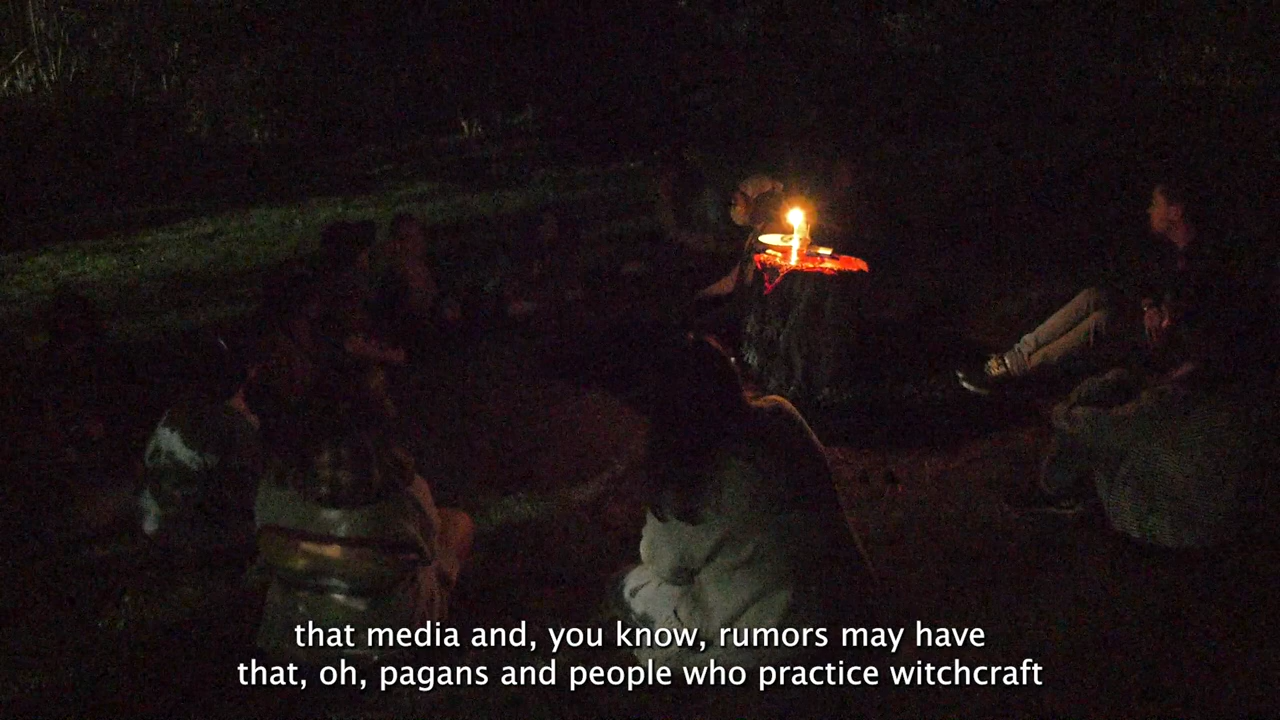 that media and, you know, rumors may have
that, oh, pagans and people who practice witchcraft